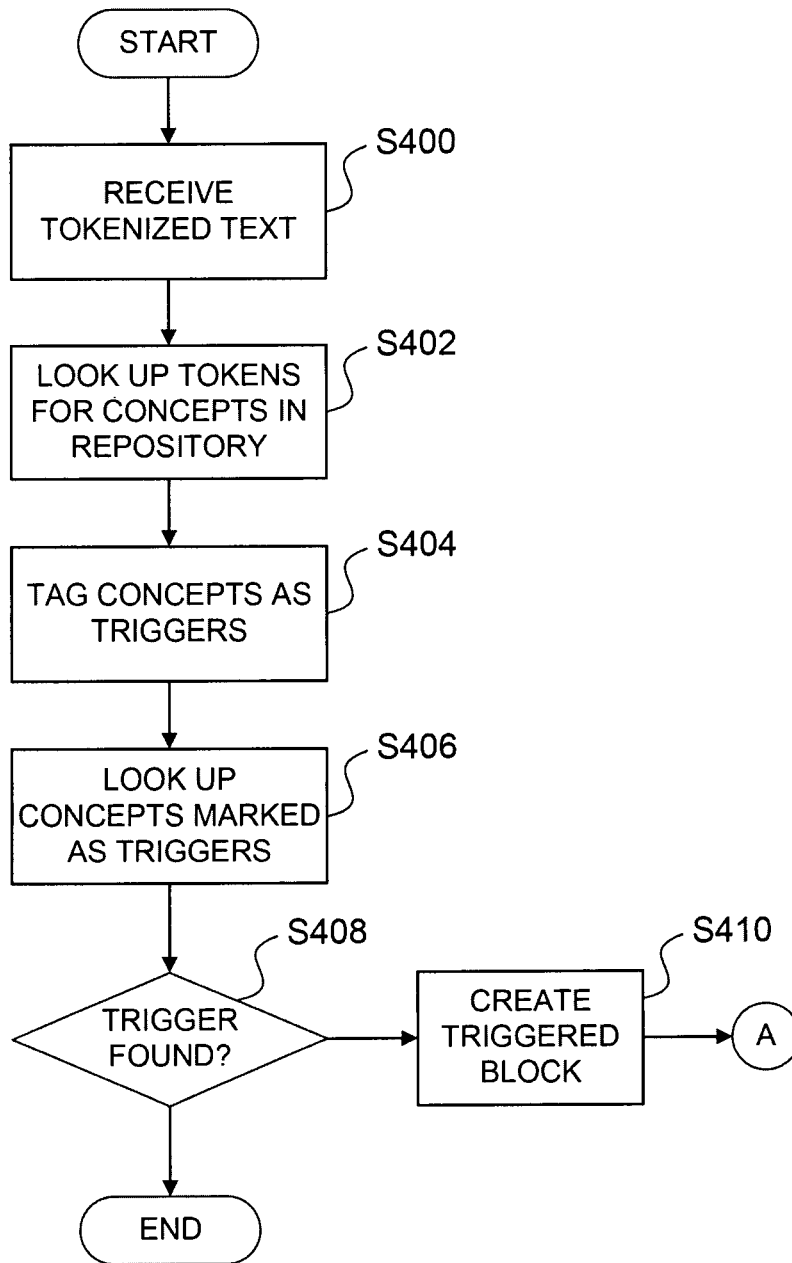 START
S400
RECEIVE
TOKENIZED TEXT
S402
LOOK UP TOKENS
FOR CONCEPTS IN
REPOSITORY
S404
TAG CONCEPTS AS
TRIGGERS
S406
LOOK UP
CONCEPTS MARKED
AS TRIGGERS
S408
TRIGGER
FOUND?
S410
CREATE
TRIGGERED
BLOCK
A
END